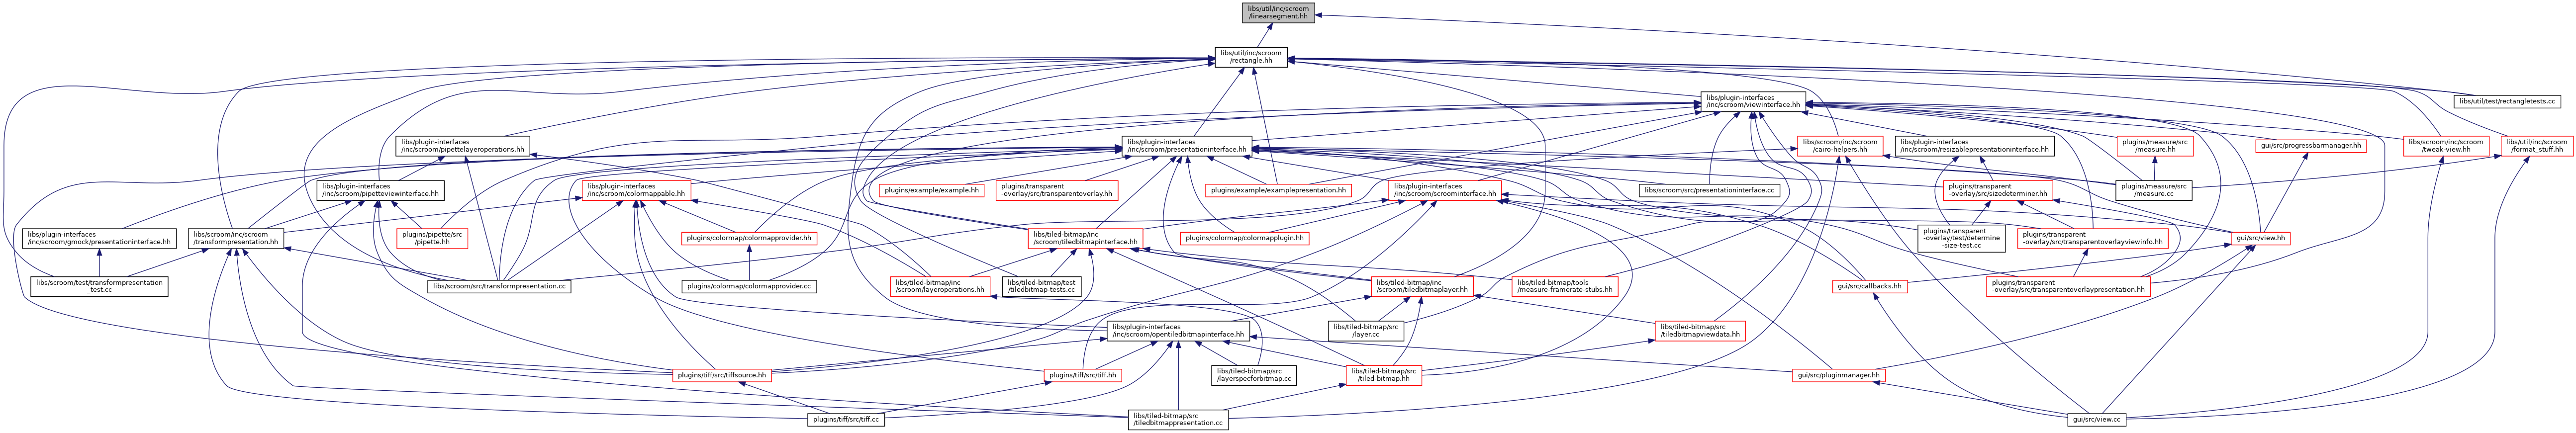 libs/util/inc/scroom
/linearsegment.hh
libs/util/inc/scroom
/rectangle.hh
libs/plugin-interfaces
/inc/scroom/viewinterface.hh
libs/util/test/rectangletests.cc
libs/plugin-interfaces
/inc/scroom/pipettelayeroperations.hh
libs/plugin-interfaces
/inc/scroom/presentationinterface.hh
libs/scroom/inc/scroom
/cairo-helpers.hh
libs/plugin-interfaces
/inc/scroom/resizablepresentationinterface.hh
plugins/measure/src
/measure.hh
gui/src/progressbarmanager.hh
libs/scroom/inc/scroom
/tweak-view.hh
libs/util/inc/scroom
/format_stuff.hh
libs/plugin-interfaces
/inc/scroom/pipetteviewinterface.hh
libs/plugin-interfaces
/inc/scroom/colormappable.hh
plugins/example/example.hh
plugins/transparent
-overlay/src/transparentoverlay.hh
plugins/example/examplepresentation.hh
libs/plugin-interfaces
/inc/scroom/scroominterface.hh
libs/scroom/src/presentationinterface.cc
plugins/transparent
-overlay/src/sizedeterminer.hh
plugins/measure/src
/measure.cc
libs/plugin-interfaces
/inc/scroom/gmock/presentationinterface.hh
libs/scroom/inc/scroom
/transformpresentation.hh
plugins/pipette/src
/pipette.hh
plugins/colormap/colormapprovider.hh
libs/tiled-bitmap/inc
/scroom/tiledbitmapinterface.hh
plugins/colormap/colormapplugin.hh
plugins/transparent
-overlay/test/determine
-size-test.cc
plugins/transparent
-overlay/src/transparentoverlayviewinfo.hh
gui/src/view.hh
libs/scroom/test/transformpresentation
_test.cc
libs/scroom/src/transformpresentation.cc
plugins/colormap/colormapprovider.cc
libs/tiled-bitmap/inc
/scroom/layeroperations.hh
libs/tiled-bitmap/test
/tiledbitmap-tests.cc
libs/tiled-bitmap/inc
/scroom/tiledbitmaplayer.hh
libs/tiled-bitmap/tools
/measure-framerate-stubs.hh
gui/src/callbacks.hh
plugins/transparent
-overlay/src/transparentoverlaypresentation.hh
libs/plugin-interfaces
/inc/scroom/opentiledbitmapinterface.hh
libs/tiled-bitmap/src
/layer.cc
libs/tiled-bitmap/src
/tiledbitmapviewdata.hh
plugins/tiff/src/tiffsource.hh
plugins/tiff/src/tiff.hh
libs/tiled-bitmap/src
/layerspecforbitmap.cc
libs/tiled-bitmap/src
/tiled-bitmap.hh
gui/src/pluginmanager.hh
plugins/tiff/src/tiff.cc
libs/tiled-bitmap/src
/tiledbitmappresentation.cc
gui/src/view.cc